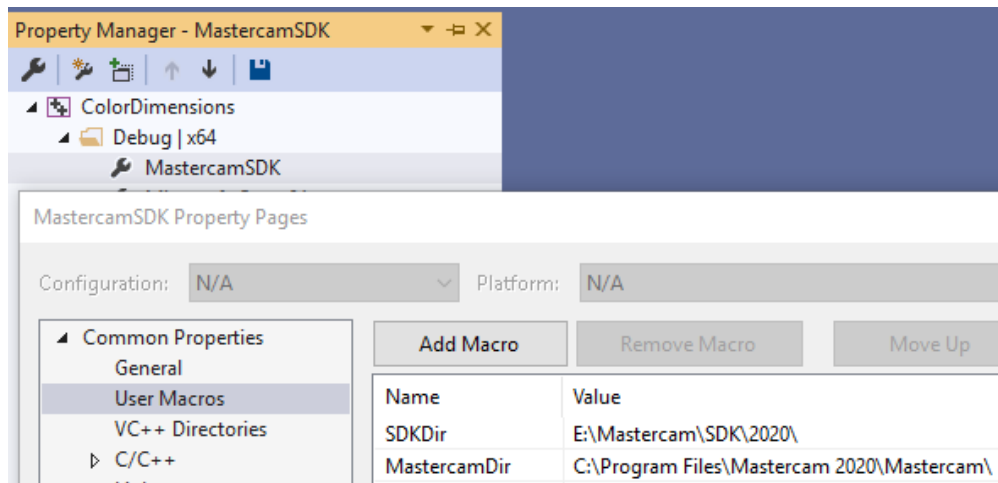 Property Manager - MastercamSDK
ColorDimensions
Debug | x64
MastercamSDK
MastercamSDK Property Pages
Configuration: N/A Platform: N/A
Common Properties
General
User Macros
VC++ Directories
C/C++
Add Macro Remove Macro Move Up
Name Value
SDKDir E:\Mastercam\SDK\2020\
MastercamDir C:\Program Files\Mastercam 2020\Mastercam\